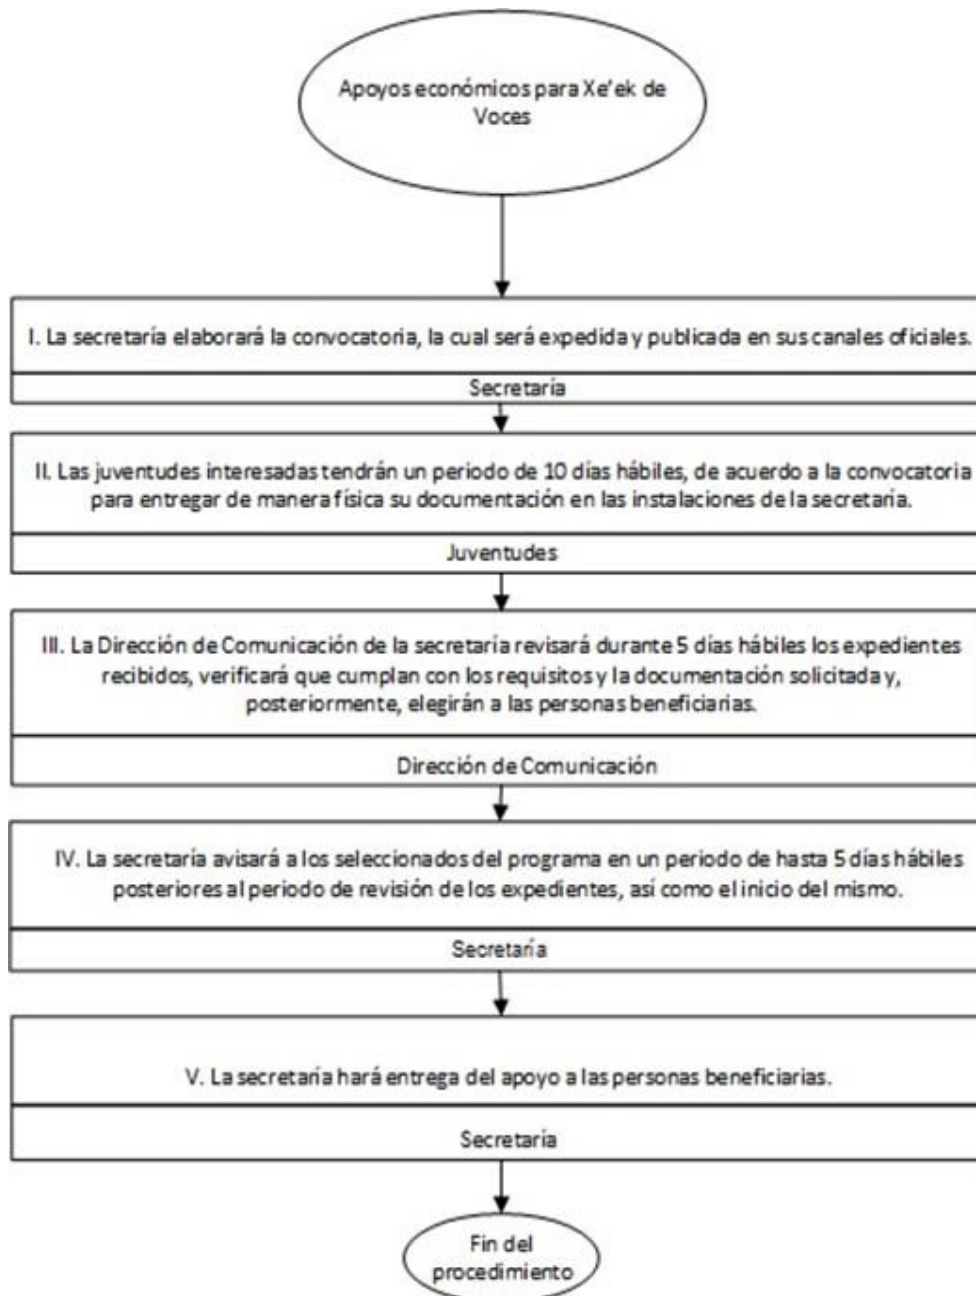 Apoyos económicos para Xe'ek de
Voces
I. La secretaría elaborará la convocatoria, la cual será expedida y publicada en sus canales oficiales.
Secretaría
II. Las juventudes interesadas tendrán un periodo de 10 días hábiles, de acuerdo a la convocatoria
para entregar de manera física su documentación en las instalaciones de la secretaría.
Juventudes
III. La Dirección de Comunicación de la secretaría revisará durante 5 días hábiles los expedientes
recibidos, verificará que cumplan con los requisitos y la documentación solicitada y,
posteriormente, elegirán a las personas beneficiarias.
Dirección de Comunicación
IV. La secretaría avisará a los seleccionados del programa en un periodo de hasta 5 días hábiles
posteriores al periodo de revisión de los expedientes, así como el inicio del mismo.
Secretaría
V. La secretaría hará entrega del apoyo a las personas beneficiarias.
Secretaría
Fin del
procedimiento